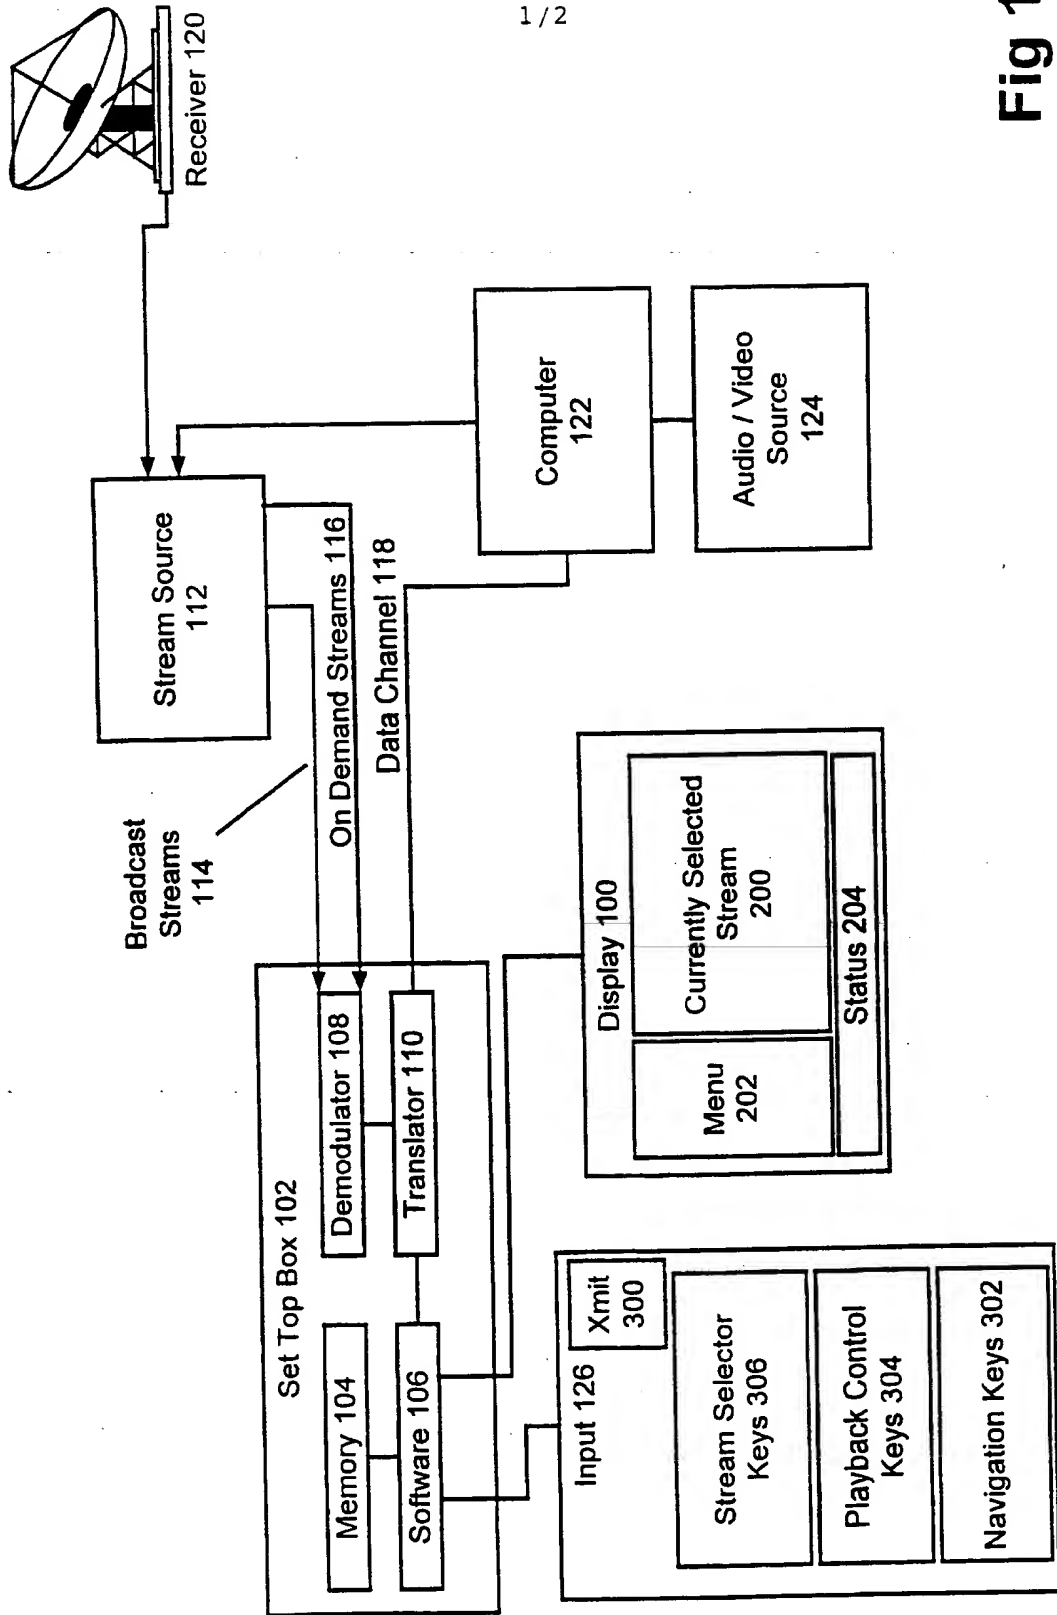 1/2
Receiver 120
Stream Source
112
Broadcast
Streams
114
On Demand Streams 116
Data Channel 118
Computer
122
Audio / Video
Source
124
Set Top Box 102
Memory 104
Demodulator 108
Software 106
Translator 110
Display 100
Menu
202
Currently Selected
Stream
200
Status 204
Input 126
Xmit
300
Stream Selector
Keys 306
Playback Control
Keys 304
Navigation Keys 302
Fig 1